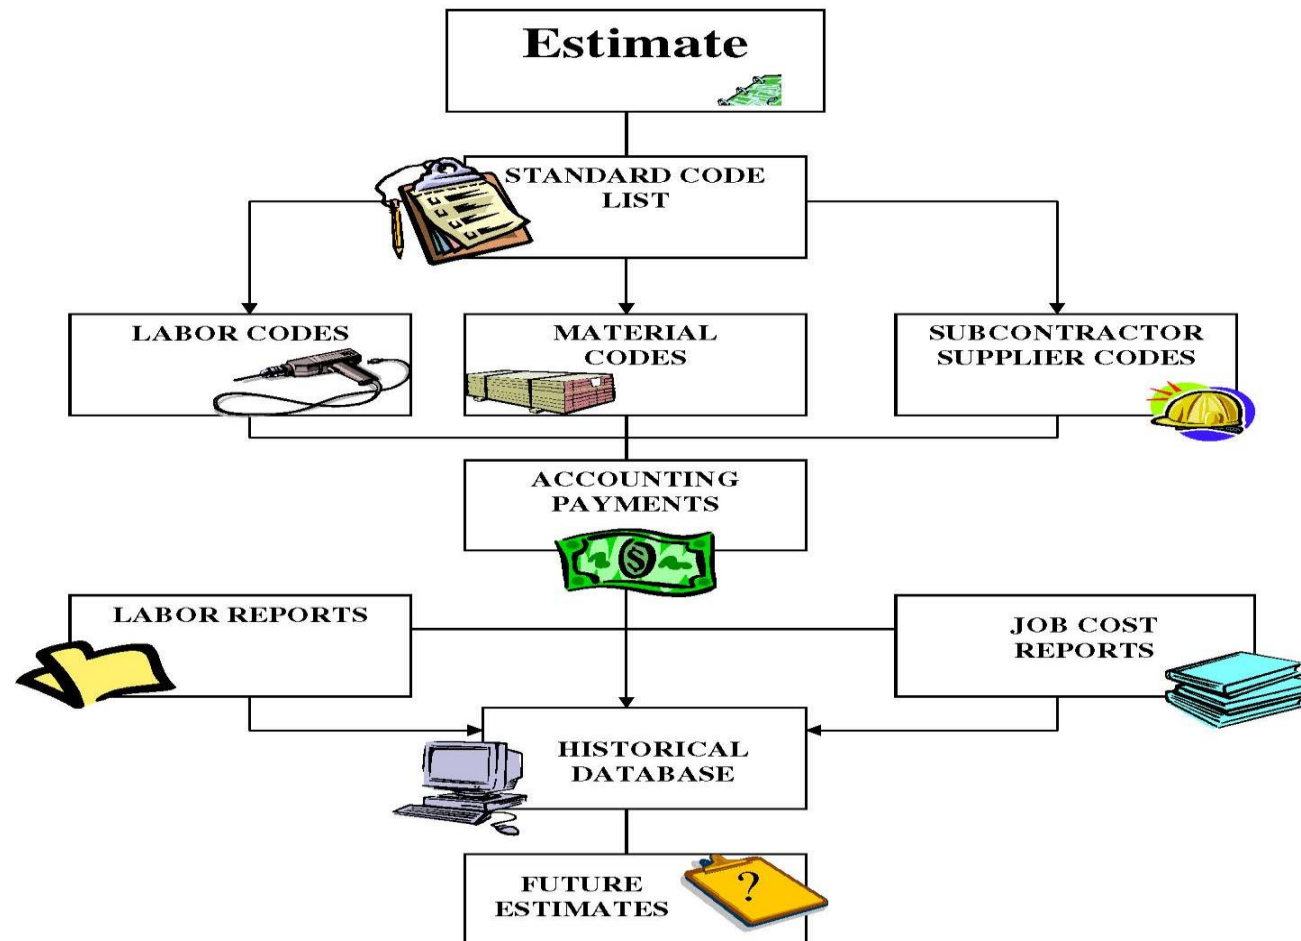 Estimate
STANDARD CODE
LIST
LABOR CODES
MATERIAL
CODES
SUBCONTRACTOR
SUPPLIER CODES
ACCOUNTING
PAYMENTS
$
LABOR REPORTS
JOB COST
REPORTS
HISTORICAL
DATABASE
FUTURE
ESTIMATES
?